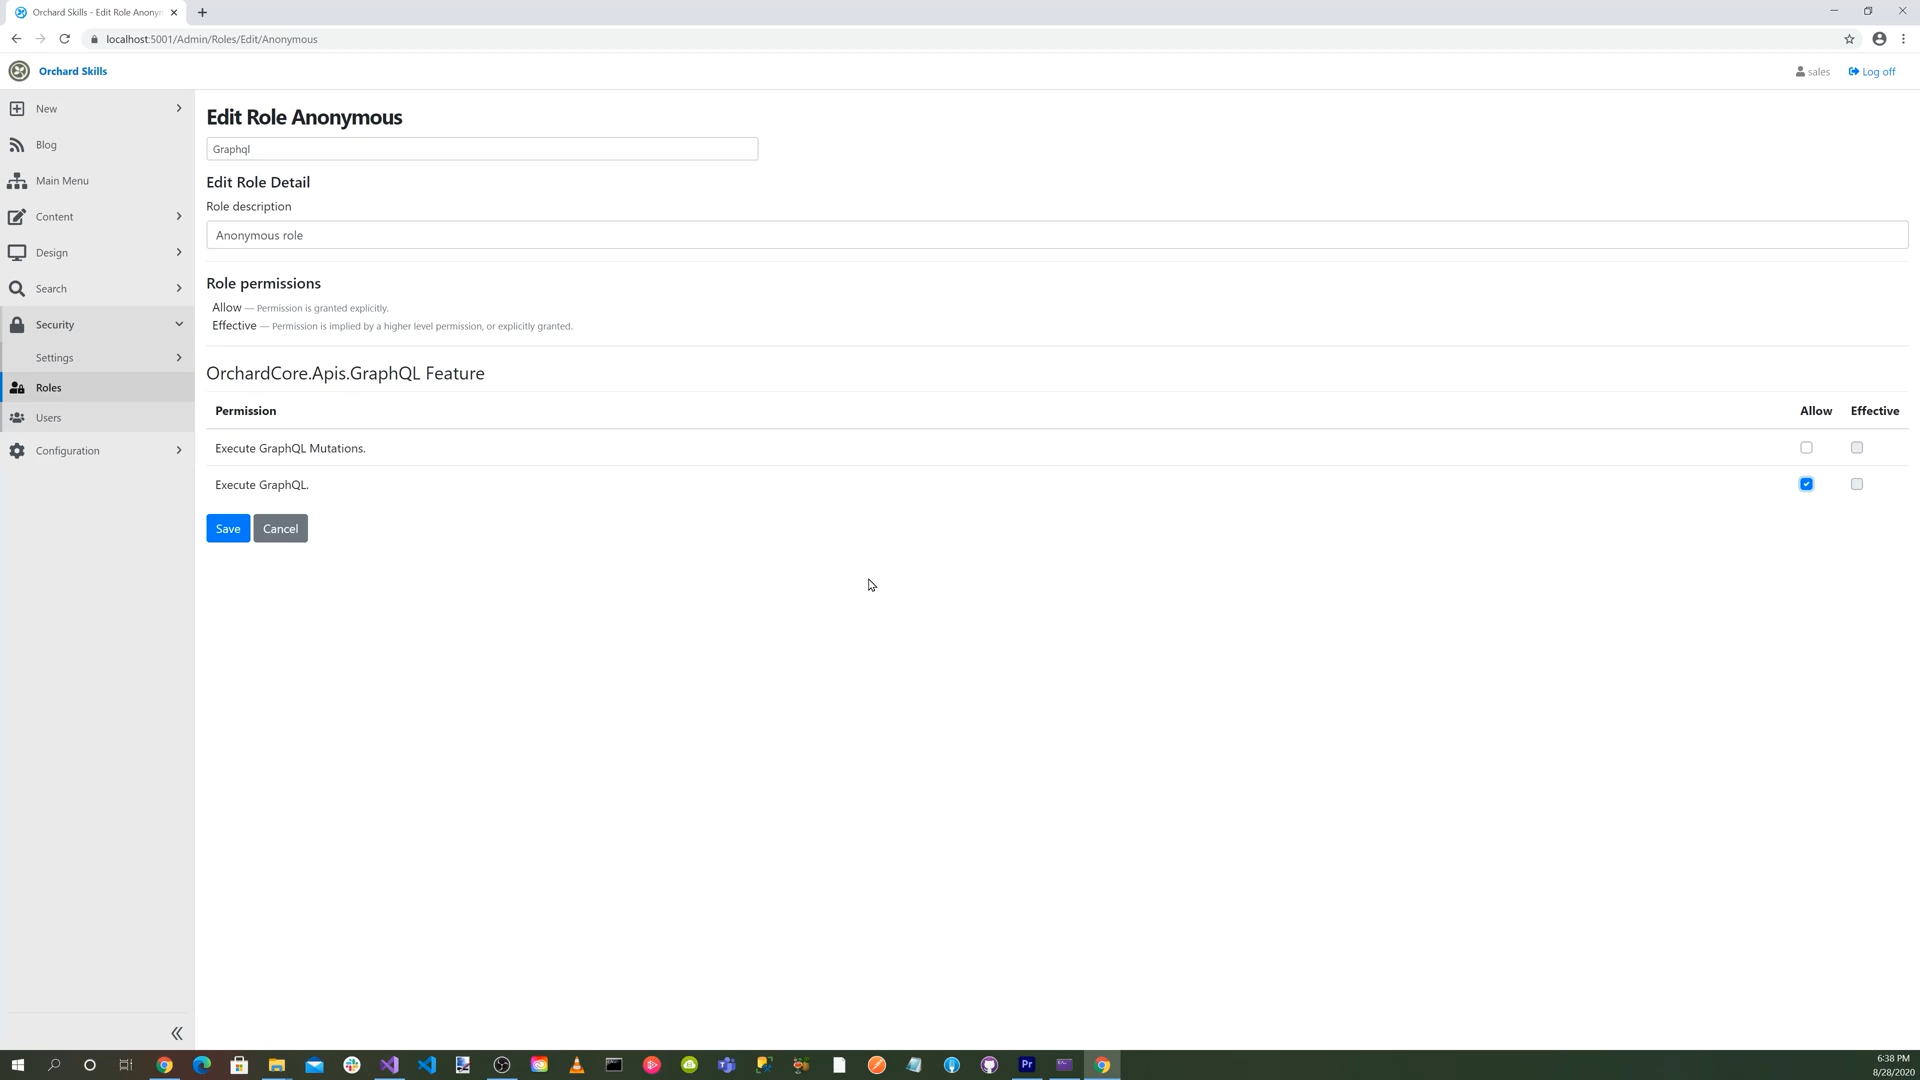 Orchard Skills - Edit Role Anonym
localhost:5001/Admin/Roles/Edit/Anonymous
Orchard Skills
sales
Log off
New
Blog
Main Menu
Content
Design
Search
Security
Settings
Roles
Users
Configuration
Edit Role Anonymous
Graphql
Edit Role Detail
Role description
Anonymous role
Role permissions
Allow — Permission is granted explicitly.
Effective — Permission is implied by a higher level permission, or explicitly granted.
OrchardCore.Apis.GraphQL Feature
Permission Allow Effective
Execute GraphQL Mutations.
Execute GraphQL.
Save Cancel
Pr
6:38 PM
8/28/2020